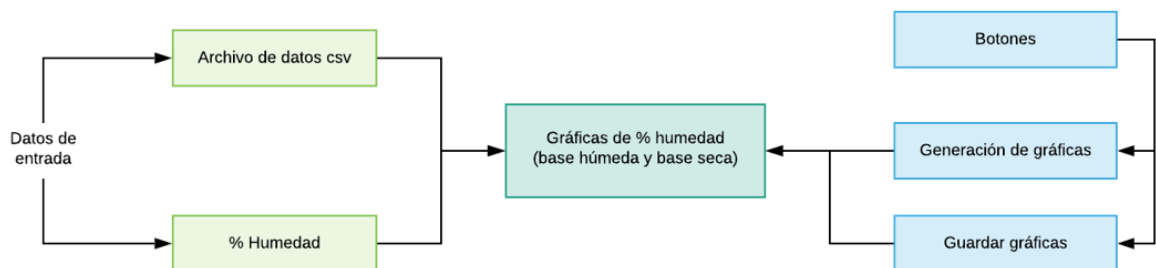 Datos de
entrada
Archivo de datos csv
% Humedad
Gráficas de % humedad
(base húmeda y base seca)
Botones
Generación de gráficas
Guardar gráficas